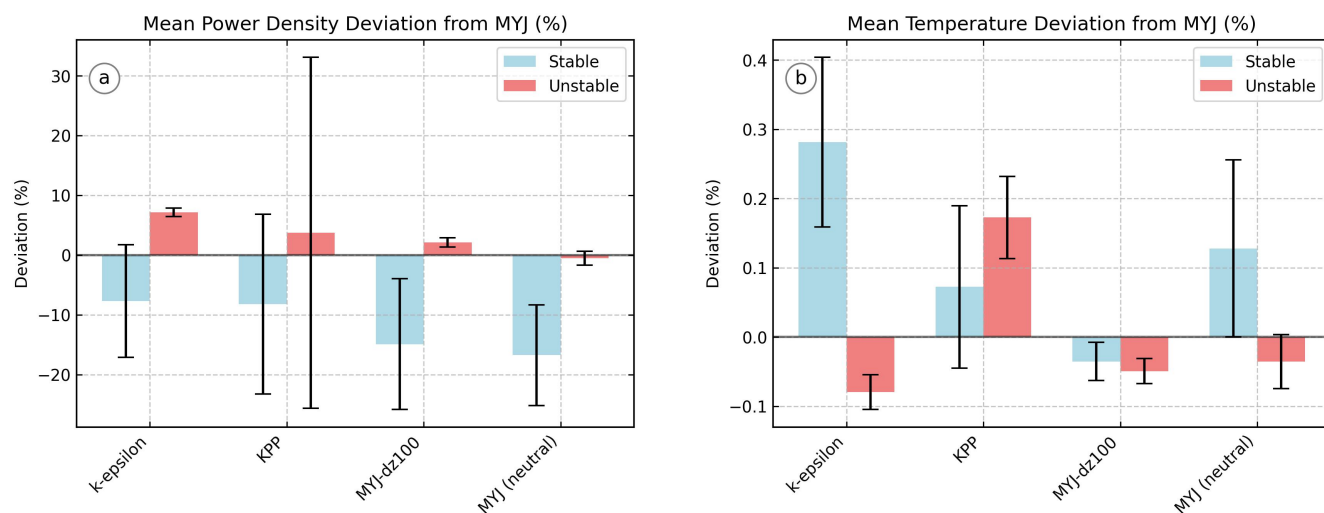 Mean Power Density Deviation from MYJ (%)
a
Stable
Unstable
Deviation (%)
30
20
10
0
−10
−20
k-epsilon
KPP
MYJ-dz100
MYJ (neutral)
Mean Temperature Deviation from MYJ (%)
b
Stable
Unstable
Deviation (%)
0.4
0.3
0.2
0.1
0.0
−0.1
k-epsilon
KPP
MYJ-dz100
MYJ (neutral)